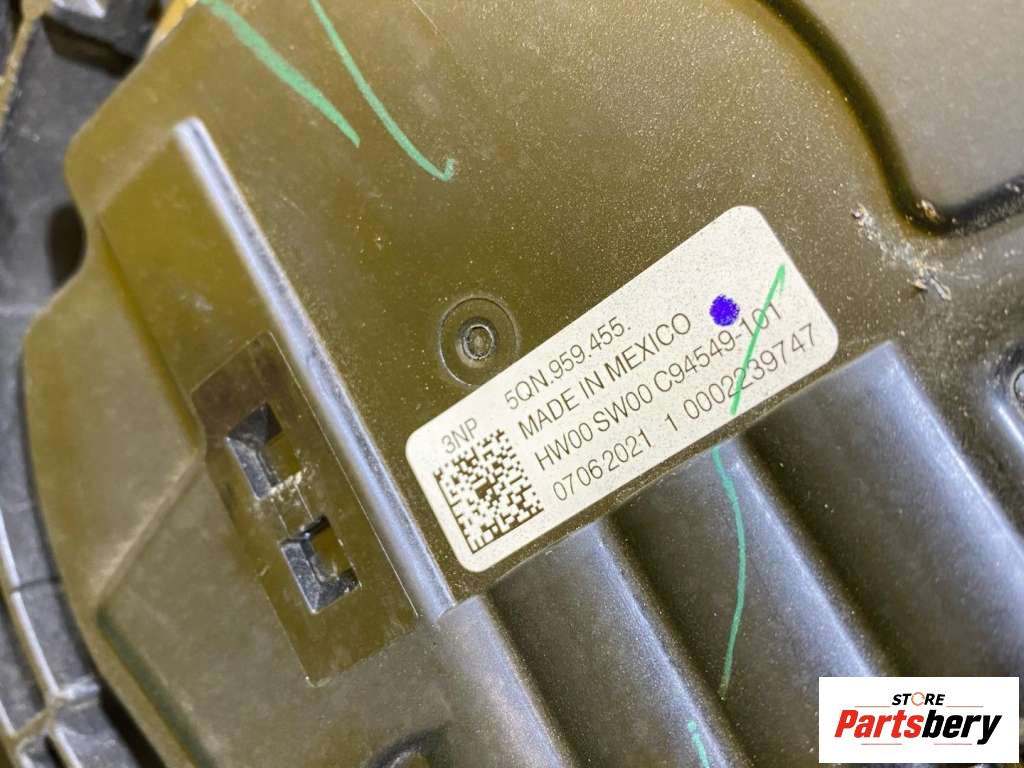 3NP 5QN.959.455.
MADE IN MEXICO
HW00 SW00 C94549-101
07062021 1 0002239747
STORE
Partsbery